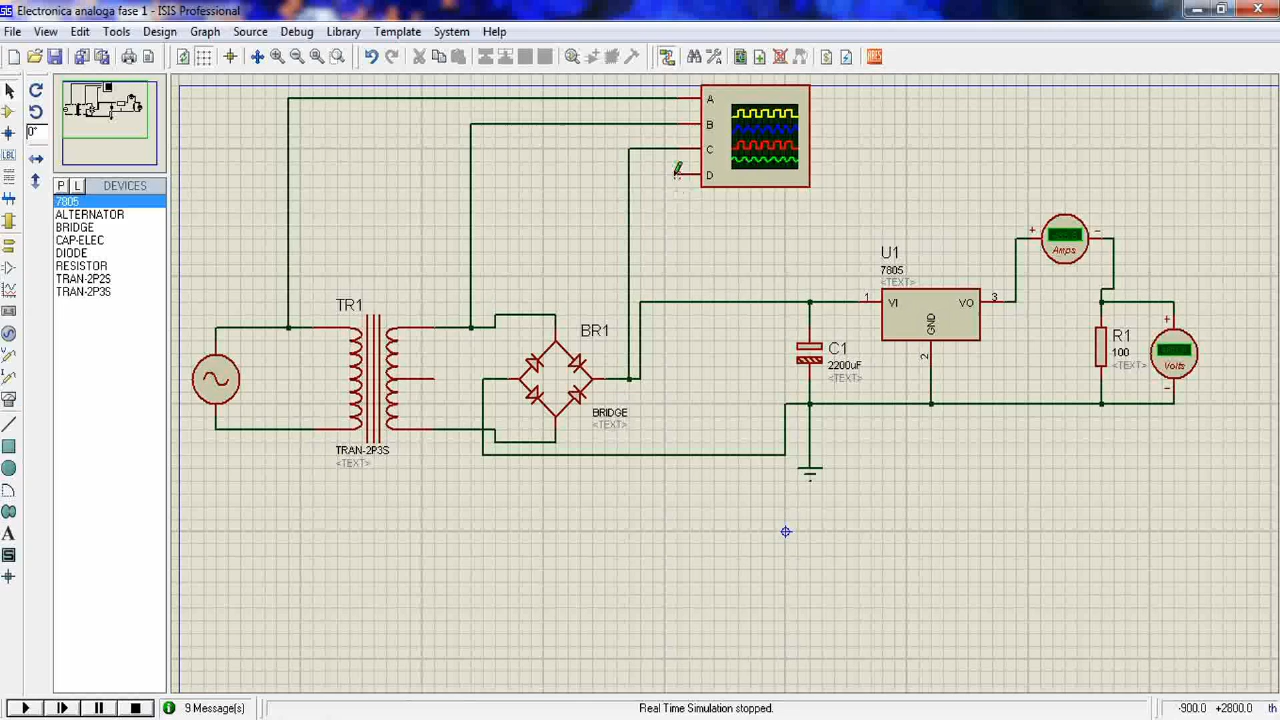 Electronica analoga fase 1 - ISIS Professional
File View Edit Tools Design Graph Source Debug Library Template System Help
0°
LBL
P L DEVICES
7805
ALTERNATOR
BRIDGE
CAP-ELEC
DIODE
RESISTOR
TRAN-2P2S
TRAN-2P3S
A
B
C
D
TR1
TRAN-2P3S
<TEXT>
BR1
BRIDGE
<TEXT>
C1
2200uF
<TEXT>
U1
7805
<TEXT>
1 VI VO 3
GND
2
+ -
Amps
R1
100
<TEXT>
+
Volts
-
9 Message(s) Real Time Simulation stopped. -900.0 +2800.0 th